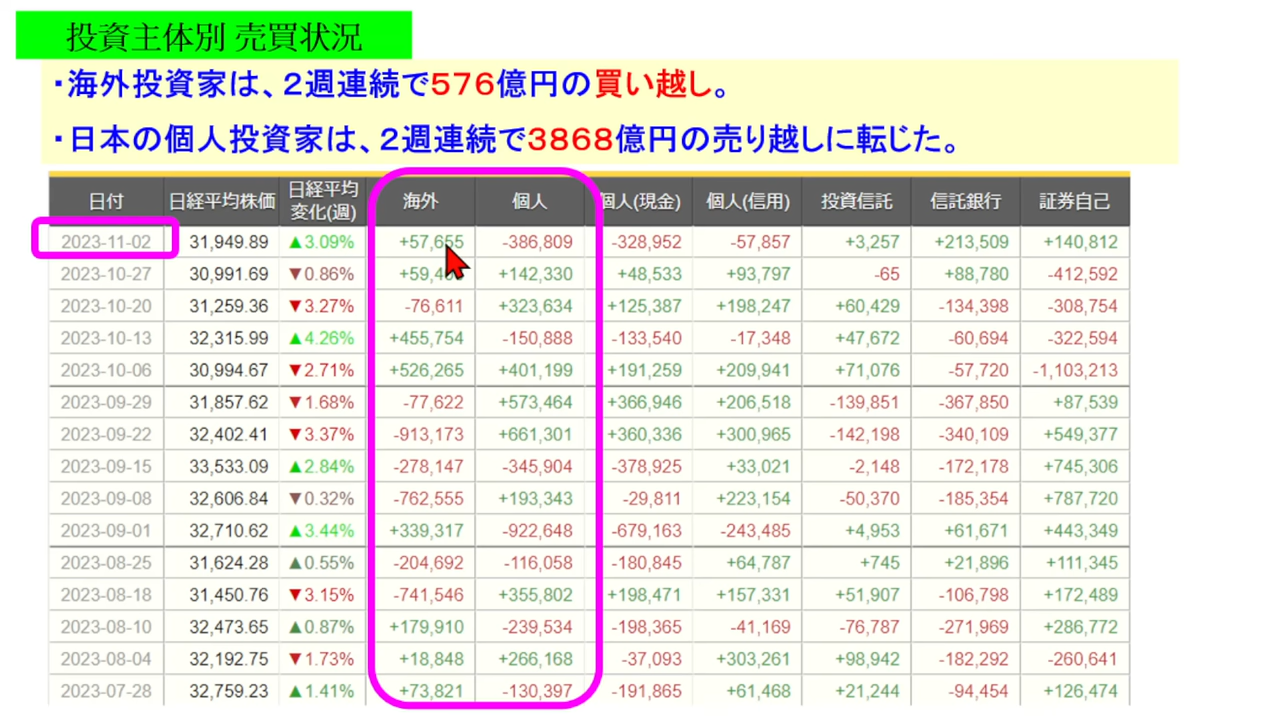 投資主体別 売買状況
・海外投資家は、２週連続で５７６億円の買い越し。
・日本の個人投資家は、２週連続で３８６８億円の売り越しに転じた。
日付 日経平均株価 日経平均変化(週) 海外 個人 個人(現金) 個人(信用) 投資信託 信託銀行 証券自己
2023-11-02 31,949.89 ▲3.09% +57,655 -386,809 -328,952 -57,857 +3,257 +213,509 +140,812
2023-10-27 30,991.69 ▼0.86% +142,330 +48,533 +93,797 -65 +88,780 -412,592
2023-10-20 31,259.36 ▼3.27% -76,611 +323,634 +125,387 +198,247 +60,429 -134,398 -308,754
2023-10-13 32,315.99 ▲4.26% +455,754 -150,888 -133,540 -17,348 +47,672 -60,694 -322,594
2023-10-06 30,994.67 ▼2.71% +526,265 +401,199 +191,259 +209,941 +71,076 -57,720 -1,103,213
2023-09-29 31,857.62 ▼1.68% -77,622 +573,464 +366,946 +206,518 -139,851 -367,850 +87,539
2023-09-22 32,402.41 ▼3.37% -913,173 +661,301 +360,336 +300,965 -142,198 -340,109 +549,377
2023-09-15 33,533.09 ▲2.84% -278,147 -345,904 -378,925 +33,021 -2,148 -172,178 +745,306
2023-09-08 32,606.84 ▼0.32% -762,555 +193,343 -29,811 +223,154 -50,370 -185,354 +787,720
2023-09-01 32,710.62 ▲3.44% +339,317 -922,648 -679,163 -243,485 +4,953 +61,671 +443,349
2023-08-25 31,624.28 ▲0.55% -204,692 -116,058 -180,845 +64,787 +745 +21,896 +111,345
2023-08-18 31,450.76 ▼3.15% -741,546 +355,802 +198,471 +157,331 +51,907 -106,798 +172,489
2023-08-10 32,473.65 ▲0.87% +179,910 -239,534 -198,365 -41,169 -76,787 -271,969 +286,772
2023-08-04 32,192.75 ▼1.73% +18,848 +266,168 -37,093 +303,261 +98,942 -182,292 -260,641
2023-07-28 32,759.23 ▲1.41% +73,821 -130,397 -191,865 +61,468 +21,244 -94,454 +126,474